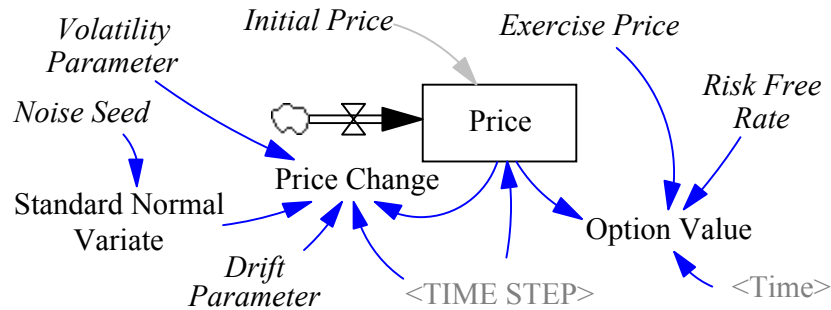 Volatility
Parameter
Initial Price
Exercise Price
Noise Seed
Price
Risk Free
Rate
Price Change
Standard Normal
Variate
Option Value
Drift
Parameter
<TIME STEP>
<Time>